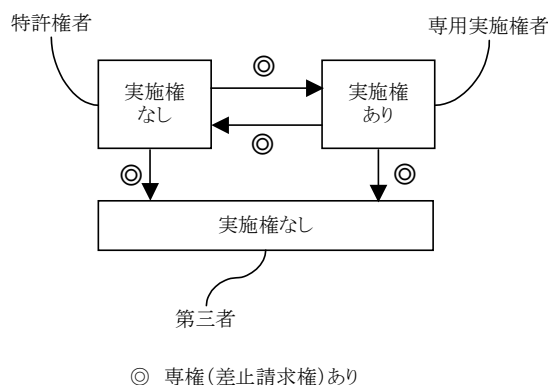 特許権者
専用実施権者
◎
実施権
なし
実施権
あり
◎
◎
◎
実施権なし
第三者
◎ 専権(差止請求権)あり